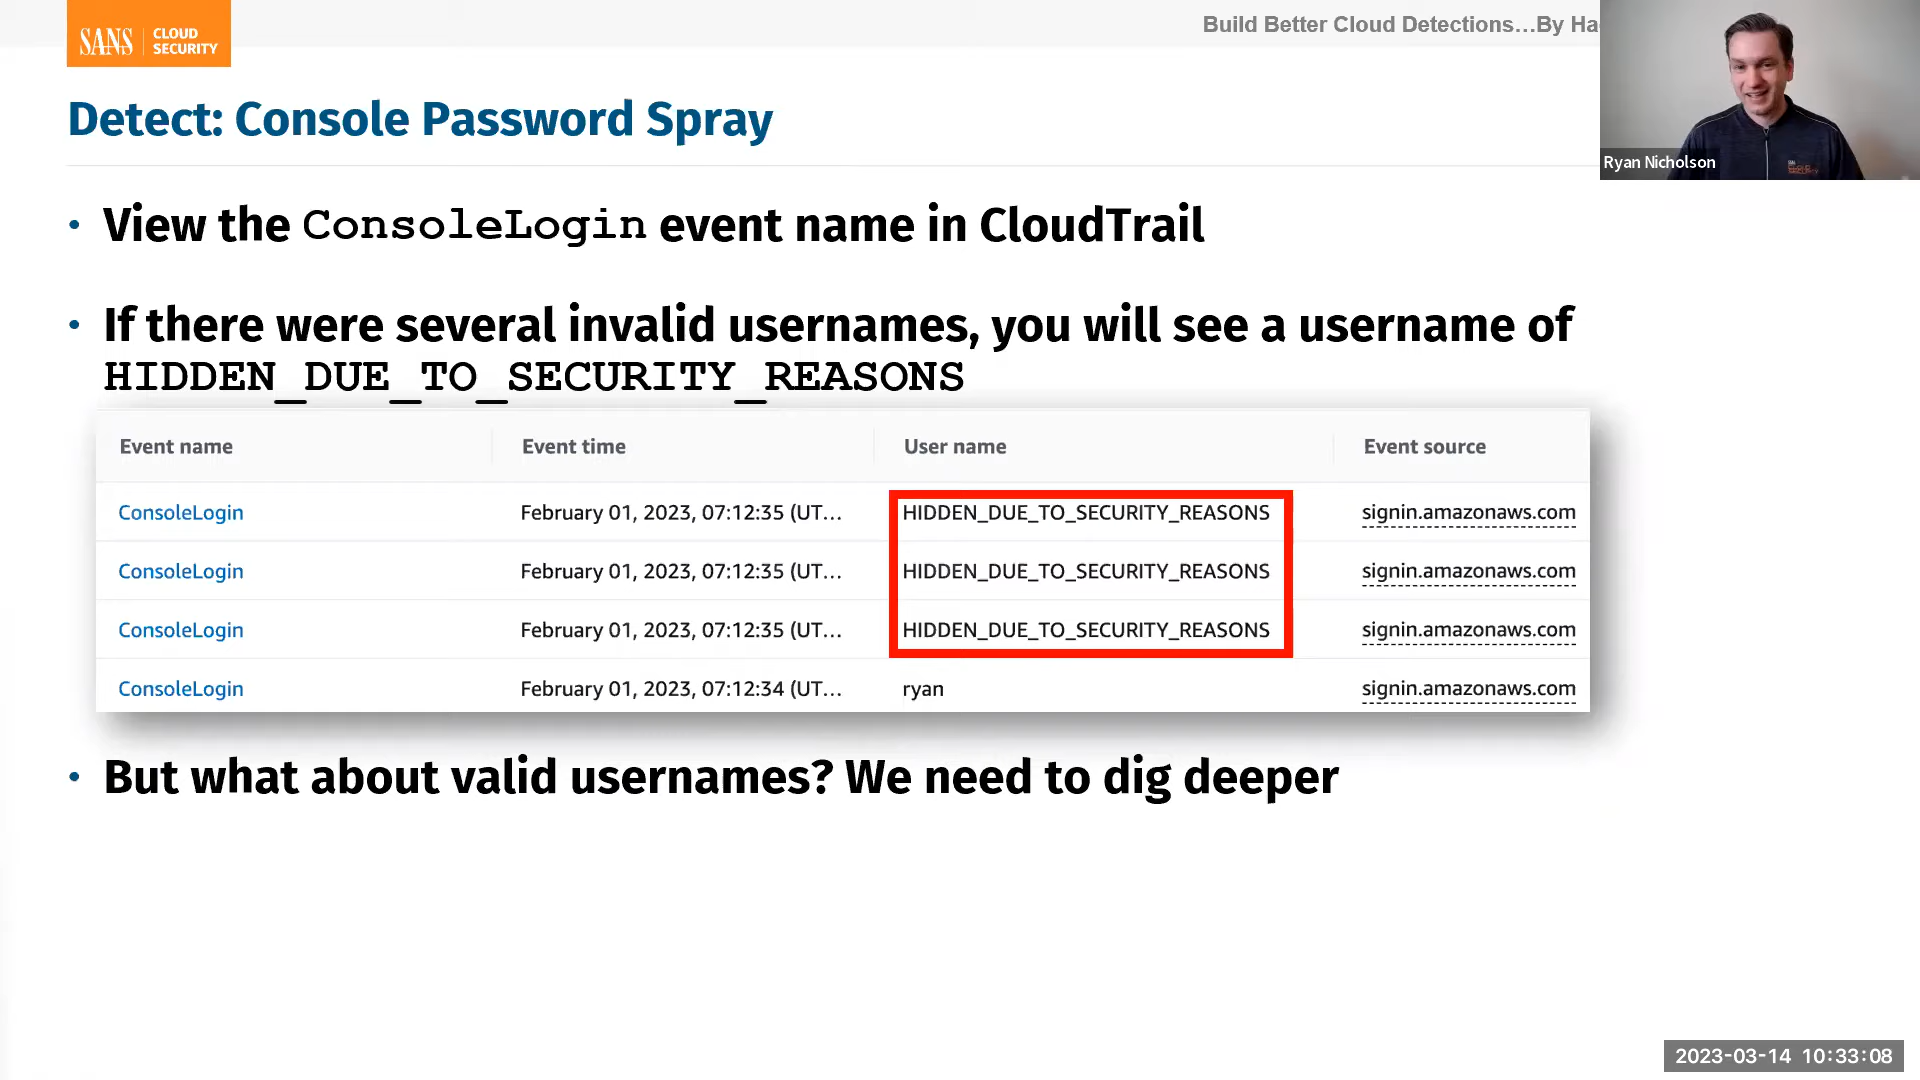 SANS CLOUD SECURITY
Build Better Cloud Detections...By Ha
Ryan Nicholson
Detect: Console Password Spray
• View the ConsoleLogin event name in CloudTrail
• If there were several invalid usernames, you will see a username of
HIDDEN_DUE_TO_SECURITY_REASONS
Event name Event time User name Event source
ConsoleLogin February 01, 2023, 07:12:35 (UT... HIDDEN_DUE_TO_SECURITY_REASONS signin.amazonaws.com
ConsoleLogin February 01, 2023, 07:12:35 (UT... HIDDEN_DUE_TO_SECURITY_REASONS signin.amazonaws.com
ConsoleLogin February 01, 2023, 07:12:35 (UT... HIDDEN_DUE_TO_SECURITY_REASONS signin.amazonaws.com
ConsoleLogin February 01, 2023, 07:12:34 (UT... ryan signin.amazonaws.com
• But what about valid usernames? We need to dig deeper
2023-03-14 10:33:08